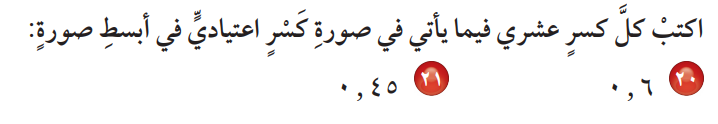 اكتبْ كلَّ كسرٍ عشري فيما يأتي في صورةِ كَسْرٍ اعتياديٍّ في أبسطِ صورةٍ:
٢٠ ٠,٦ ٢١ ٠,٤٥